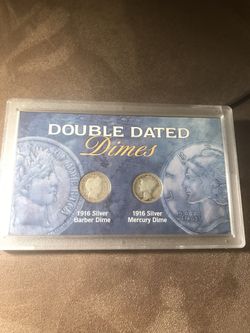 DOUBLE DATED
Dimes
1916 Silver
Barber Dime
1916 Silver
Mercury Dime